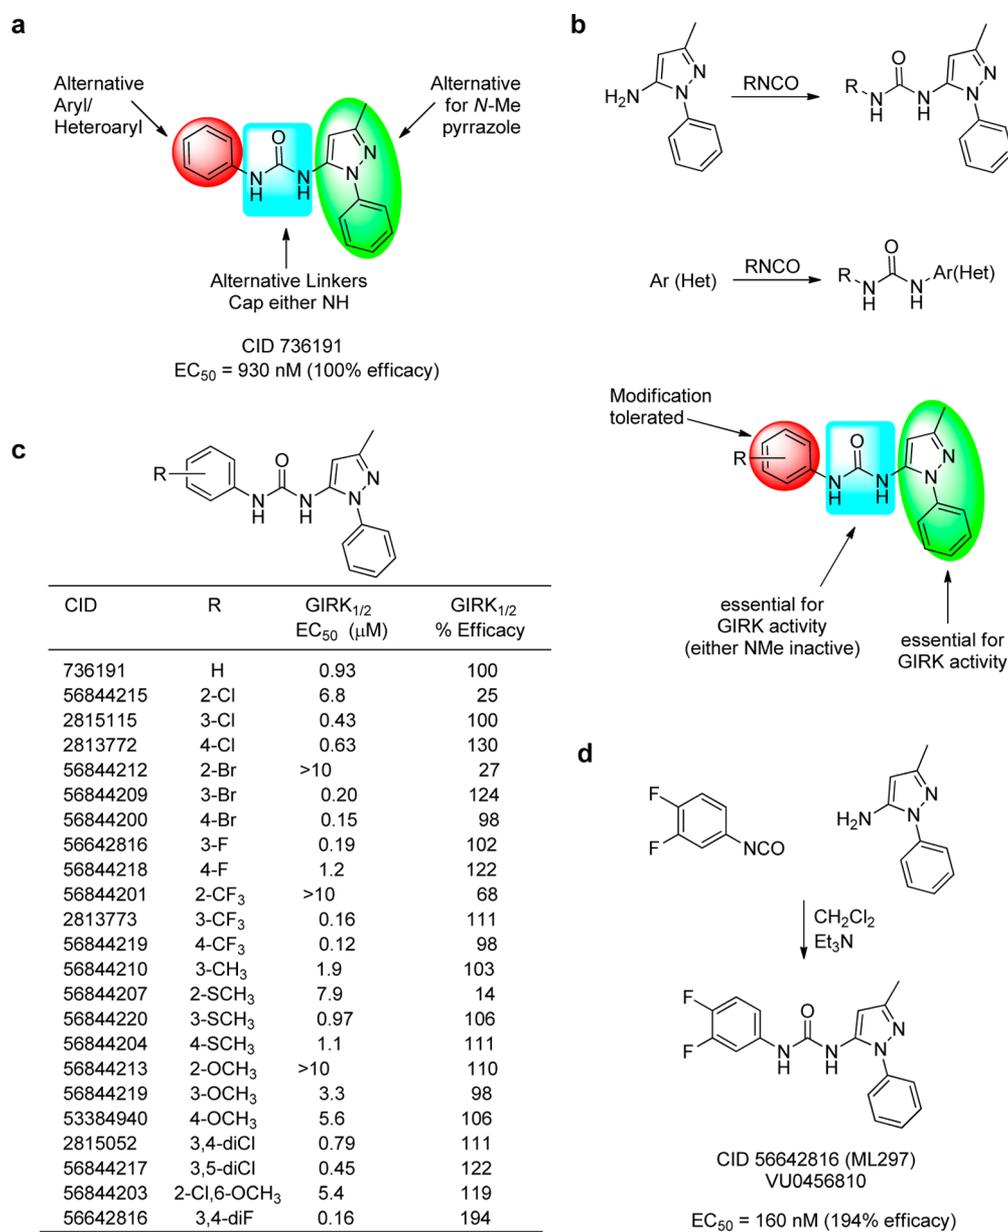 a
Alternative
Aryl/
Heteroaryl
Alternative
for N-Me
pyrrazole
O
N
H
N
H
N
N
Alternative Linkers
Cap either NH
CID 736191
EC50 = 930 nM (100% efficacy)
b
H2N
N
N
RNCO
R
N
H
O
N
H
N
N
Ar (Het)
RNCO
R
N
H
O
N
H
Ar(Het)
Modification
tolerated
R
N
H
O
N
H
N
N
essential for
GIRK activity
(either NMe inactive)
essential for
GIRK activity
c
R
N
H
O
N
H
N
N
CID R GIRK1/2 GIRK1/2
EC50 (μM) % Efficacy
736191 H 0.93 100
56844215 2-Cl 6.8 25
2815115 3-Cl 0.43 100
2813772 4-Cl 0.63 130
56844212 2-Br >10 27
56844209 3-Br 0.20 124
56844200 4-Br 0.15 98
56642816 3-F 0.19 102
56844218 4-F 1.2 122
56844201 2-CF3 >10 68
2813773 3-CF3 0.16 111
56844219 4-CF3 0.12 98
56844210 3-CH3 1.9 103
56844207 2-SCH3 7.9 14
56844220 3-SCH3 0.97 106
56844204 4-SCH3 1.1 111
56844213 2-OCH3 >10 110
56844219 3-OCH3 3.3 98
53384940 4-OCH3 5.6 106
2815052 3,4-diCl 0.79 111
56844217 3,5-diCl 0.45 122
56844203 2-Cl,6-OCH3 5.4 119
56642816 3,4-diF 0.16 194
d
F
F
NCO
H2N
N
N
CH2Cl2
Et3N
F
F
N
H
O
N
H
N
N
CID 56642816 (ML297)
VU0456810
EC50 = 160 nM (194% efficacy)